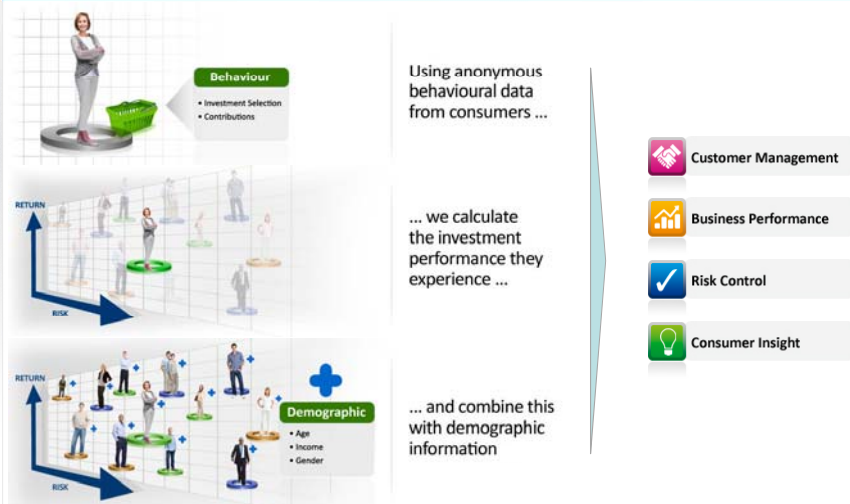 Behaviour
• Investment Selection
• Contributions
Using anonymous
behavioural data
from consumers ...
RETURN
RISK
... we calculate
the investment
performance they
experience ...
RETURN
RISK
Demographic
• Age
• Income
• Gender
... and combine this
with demographic
information
Customer Management
Business Performance
Risk Control
Consumer Insight